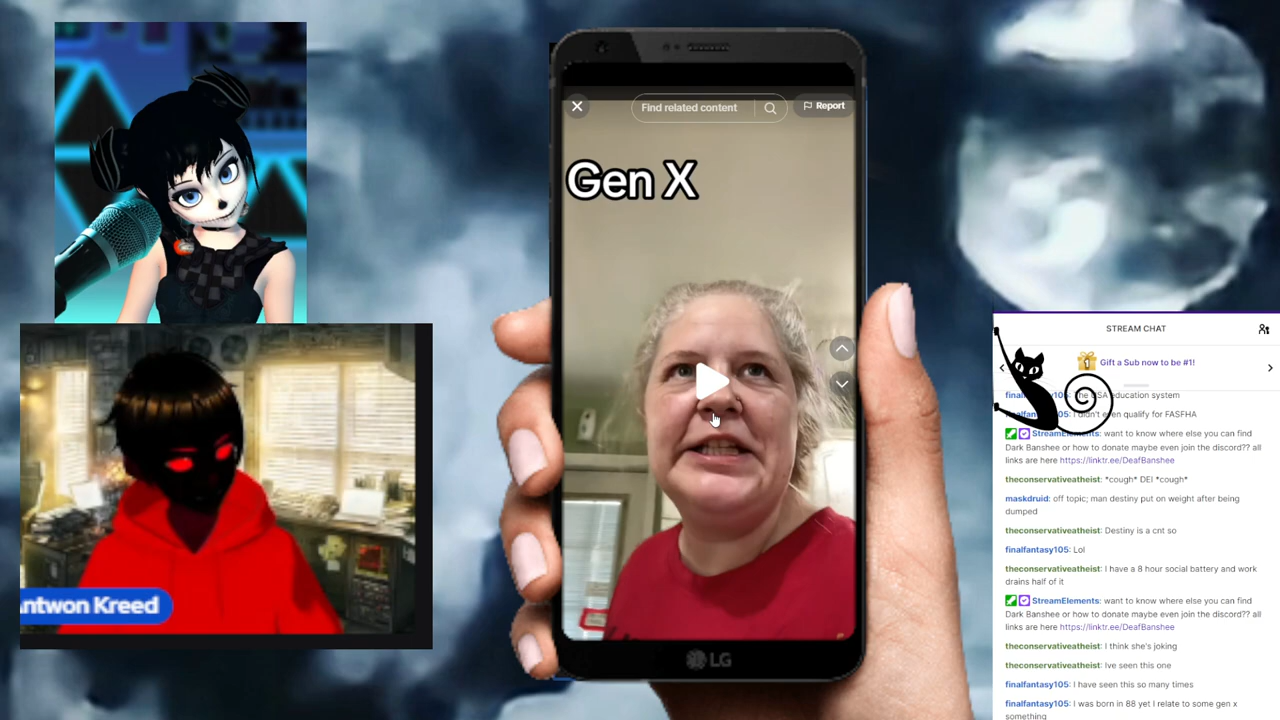 Find related content
Report
Gen X
LG
ntwon Kreed
STREAM CHAT
Gift a Sub now to be #1!
The USA education system
I didn't even qualify for FASFHA
StreamElements: want to know where else you can find
Dark Banshee or how to donate maybe even join the discord?? all
links are here https://linktr.ee/DeafBanshee
theconservativeatheist: *cough* DEI *cough*
maskdruid: off topic; man destiny put on weight after being
dumped
theconservativeatheist: Destiny is a cnt so
finalfantasy105: Lol
theconservativeatheist: I have a 8 hour social battery and work
drains half of it
StreamElements: want to know where else you can find
Dark Banshee or how to donate maybe even join the discord?? all
links are here https://linktr.ee/DeafBanshee
theconservativeatheist: I think she's joking
theconservativeatheist: Ive seen this one
finalfantasy105: I have seen this so many times
finalfantasy105: I was born in 88 yet I relate to some gen x
something